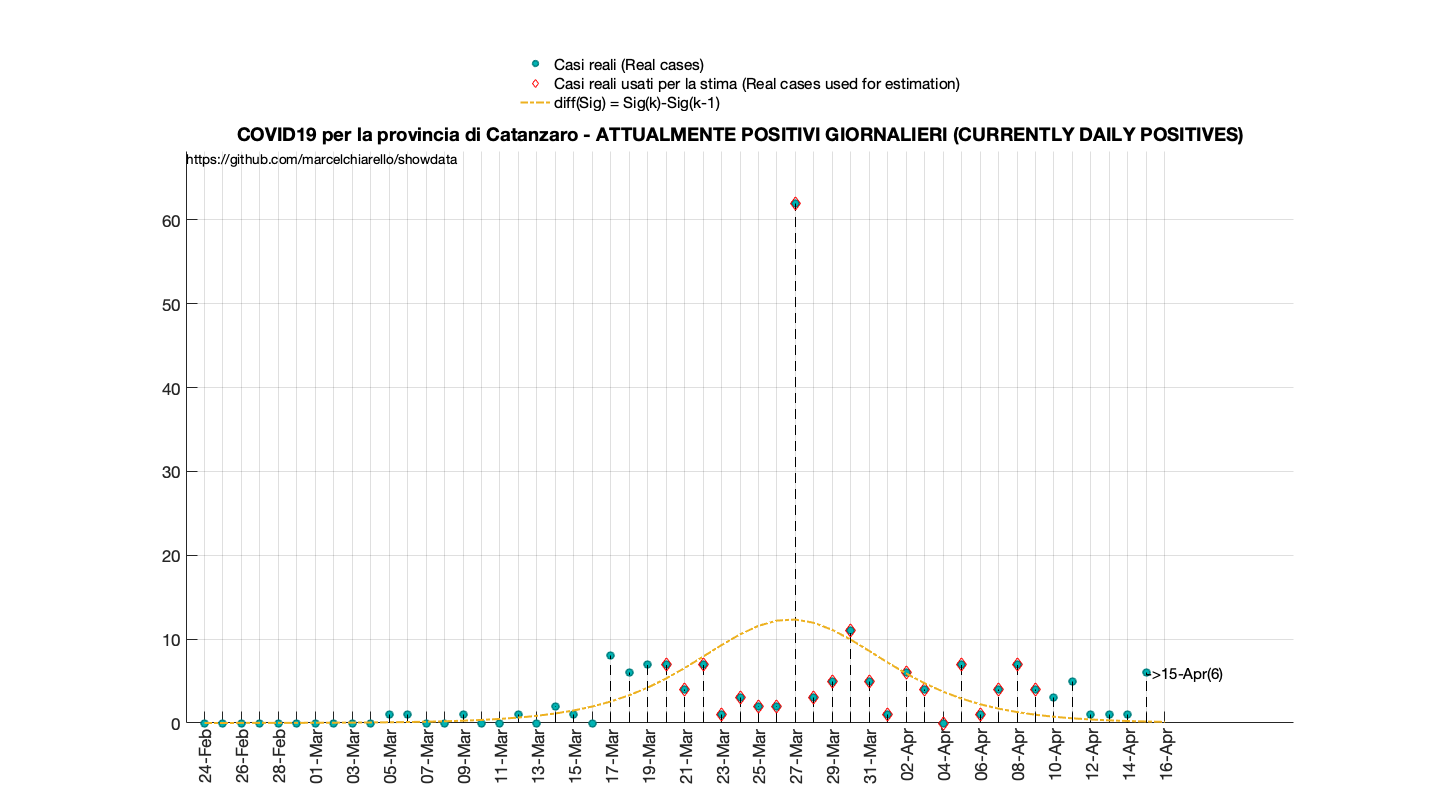 Casi reali (Real cases)
Casi reali usati per la stima (Real cases used for estimation)
diff(Sig) = Sig(k)-Sig(k-1)
COVID19 per la provincia di Catanzaro - ATTUALMENTE POSITIVI GIORNALIERI (CURRENTLY DAILY POSITIVES)
https://github.com/marcelchiarello/showdata
60
50
40
30
20
10
0
->15-Apr(6)
24-Feb
26-Feb
28-Feb
01-Mar
03-Mar
05-Mar
07-Mar
09-Mar
11-Mar
13-Mar
15-Mar
17-Mar
19-Mar
21-Mar
23-Mar
25-Mar
27-Mar
29-Mar
31-Mar
02-Apr
04-Apr
06-Apr
08-Apr
10-Apr
12-Apr
14-Apr
16-Apr